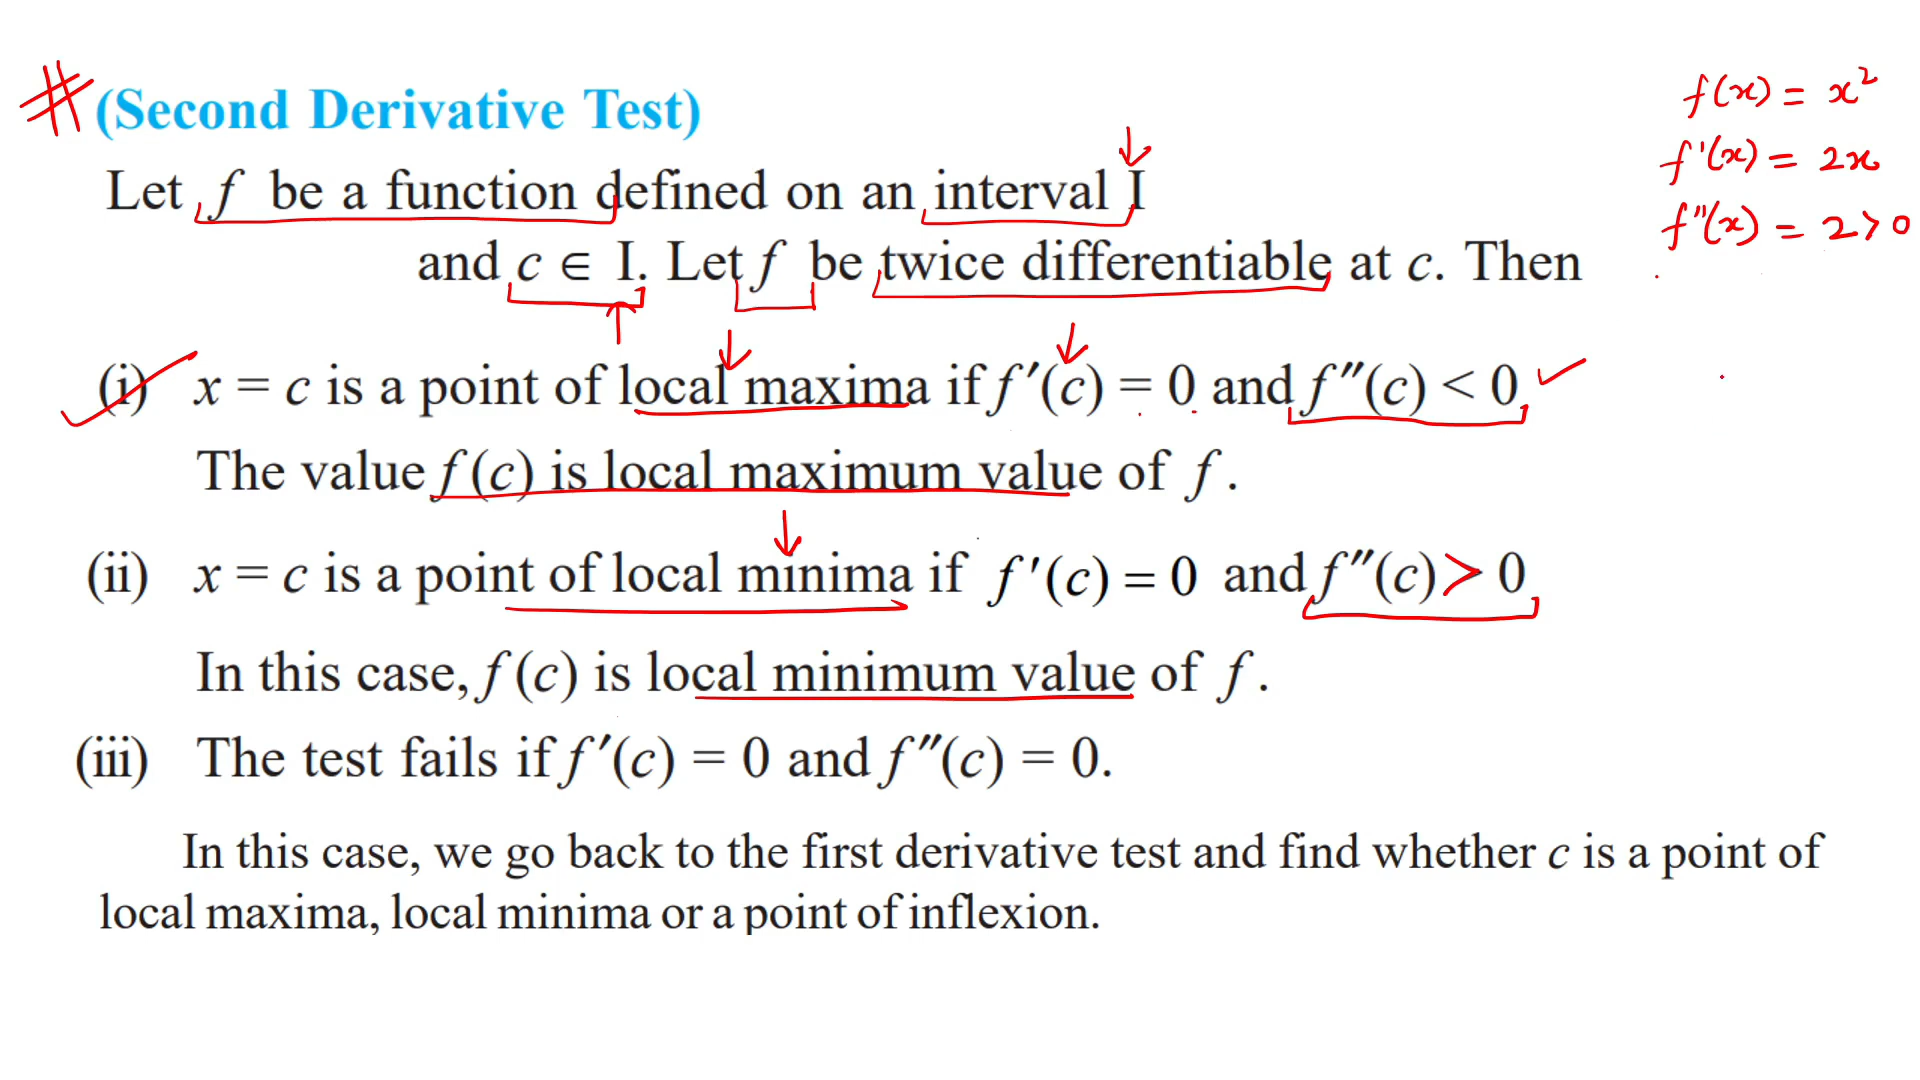 # (Second Derivative Test)
f(x) = x²
f'(x) = 2x
f''(x) = 2 > 0
Let f be a function defined on an interval I
and c ∈ I. Let f be twice differentiable at c. Then
(i) x = c is a point of local maxima if f′(c) = 0 and f″(c) < 0
The value f(c) is local maximum value of f.
(ii) x = c is a point of local minima if f'(c) = 0 and f″(c) > 0
In this case, f(c) is local minimum value of f.
(iii) The test fails if f′(c) = 0 and f″(c) = 0.
In this case, we go back to the first derivative test and find whether c is a point of
local maxima, local minima or a point of inflexion.